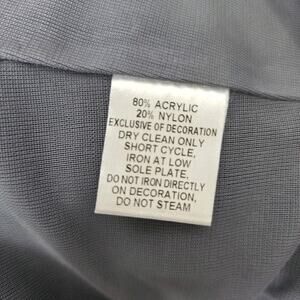 80% ACRYLIC
20% NYLON
EXCLUSIVE OF DECORATION
DRY CLEAN ONLY
SHORT CYCLE,
IRON AT LOW
SOLE PLATE,
DO NOT IRON DIRECTLY
ON DECORATION,
DO NOT STEAM